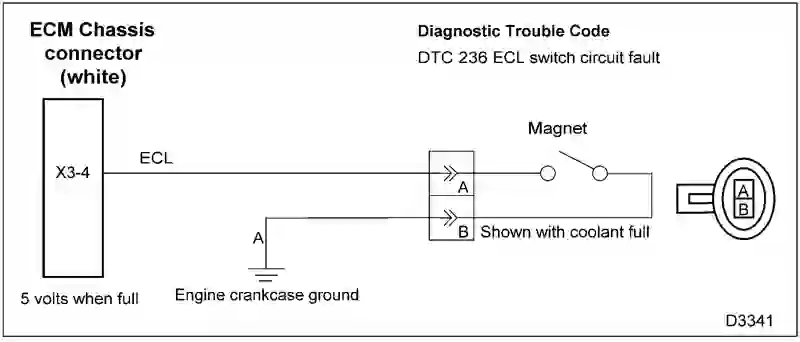 ECM Chassis
connector
(white)
Diagnostic Trouble Code
DTC 236 ECL switch circuit fault
Magnet
ECL
X3-4
A
A
B
A
B
Shown with coolant full
A
5 volts when full
Engine crankcase ground
D3341